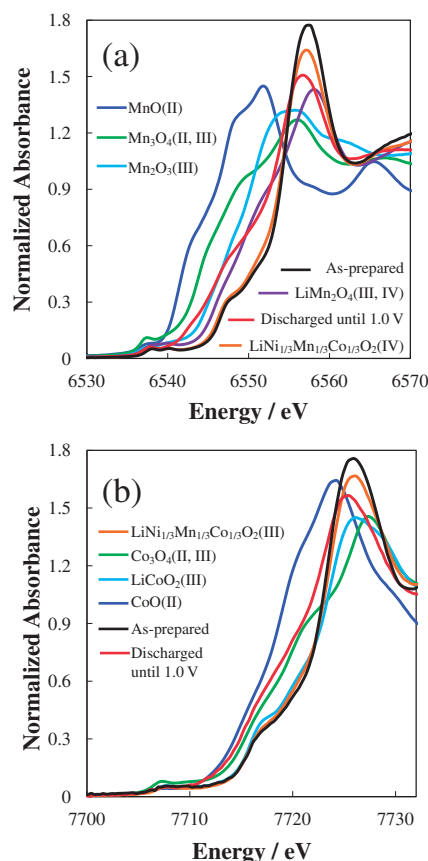 (a)
1.8
1.5
1.2
0.9
0.6
0.3
0
Normalized Absorbance
MnO(II)
Mn3O4(II, III)
Mn2O3(III)
As-prepared
LiMn2O4(III, IV)
Discharged until 1.0 V
LiNi1/3Mn1/3Co1/3O2(IV)
6530 6540 6550 6560 6570
Energy / eV
(b)
1.8
1.5
1.2
0.9
0.6
0.3
0
Normalized Absorbance
LiNi1/3Mn1/3Co1/3O2(III)
Co3O4(II, III)
LiCoO2(III)
CoO(II)
As-prepared
Discharged
until 1.0 V
7700 7710 7720 7730
Energy / eV